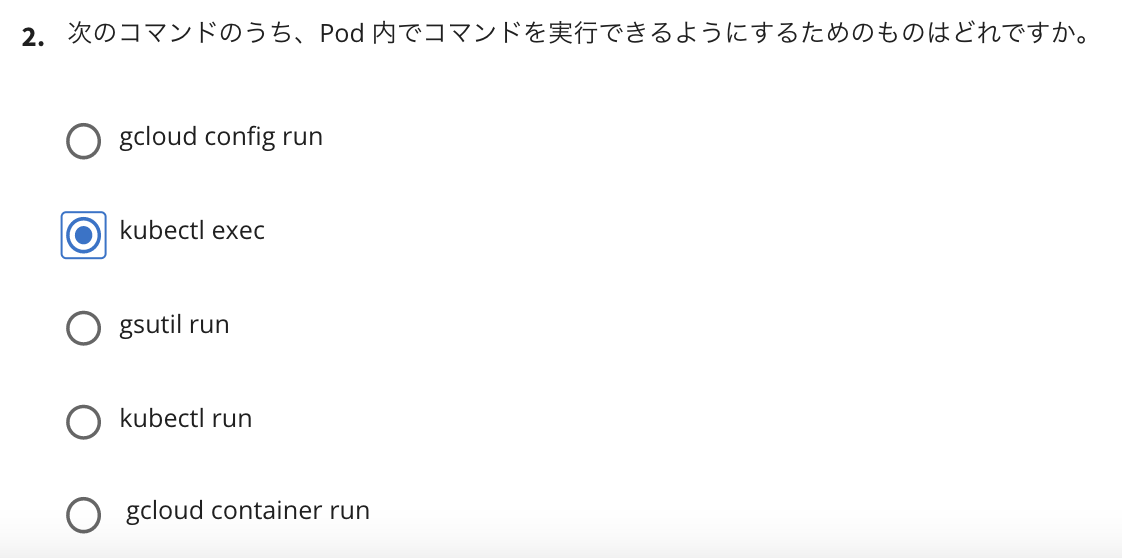 2. 次のコマンドのうち、Pod 内でコマンドを実行できるようにするためのものはどれですか。
gcloud config run
kubectl exec
gsutil run
kubectl run
gcloud container run